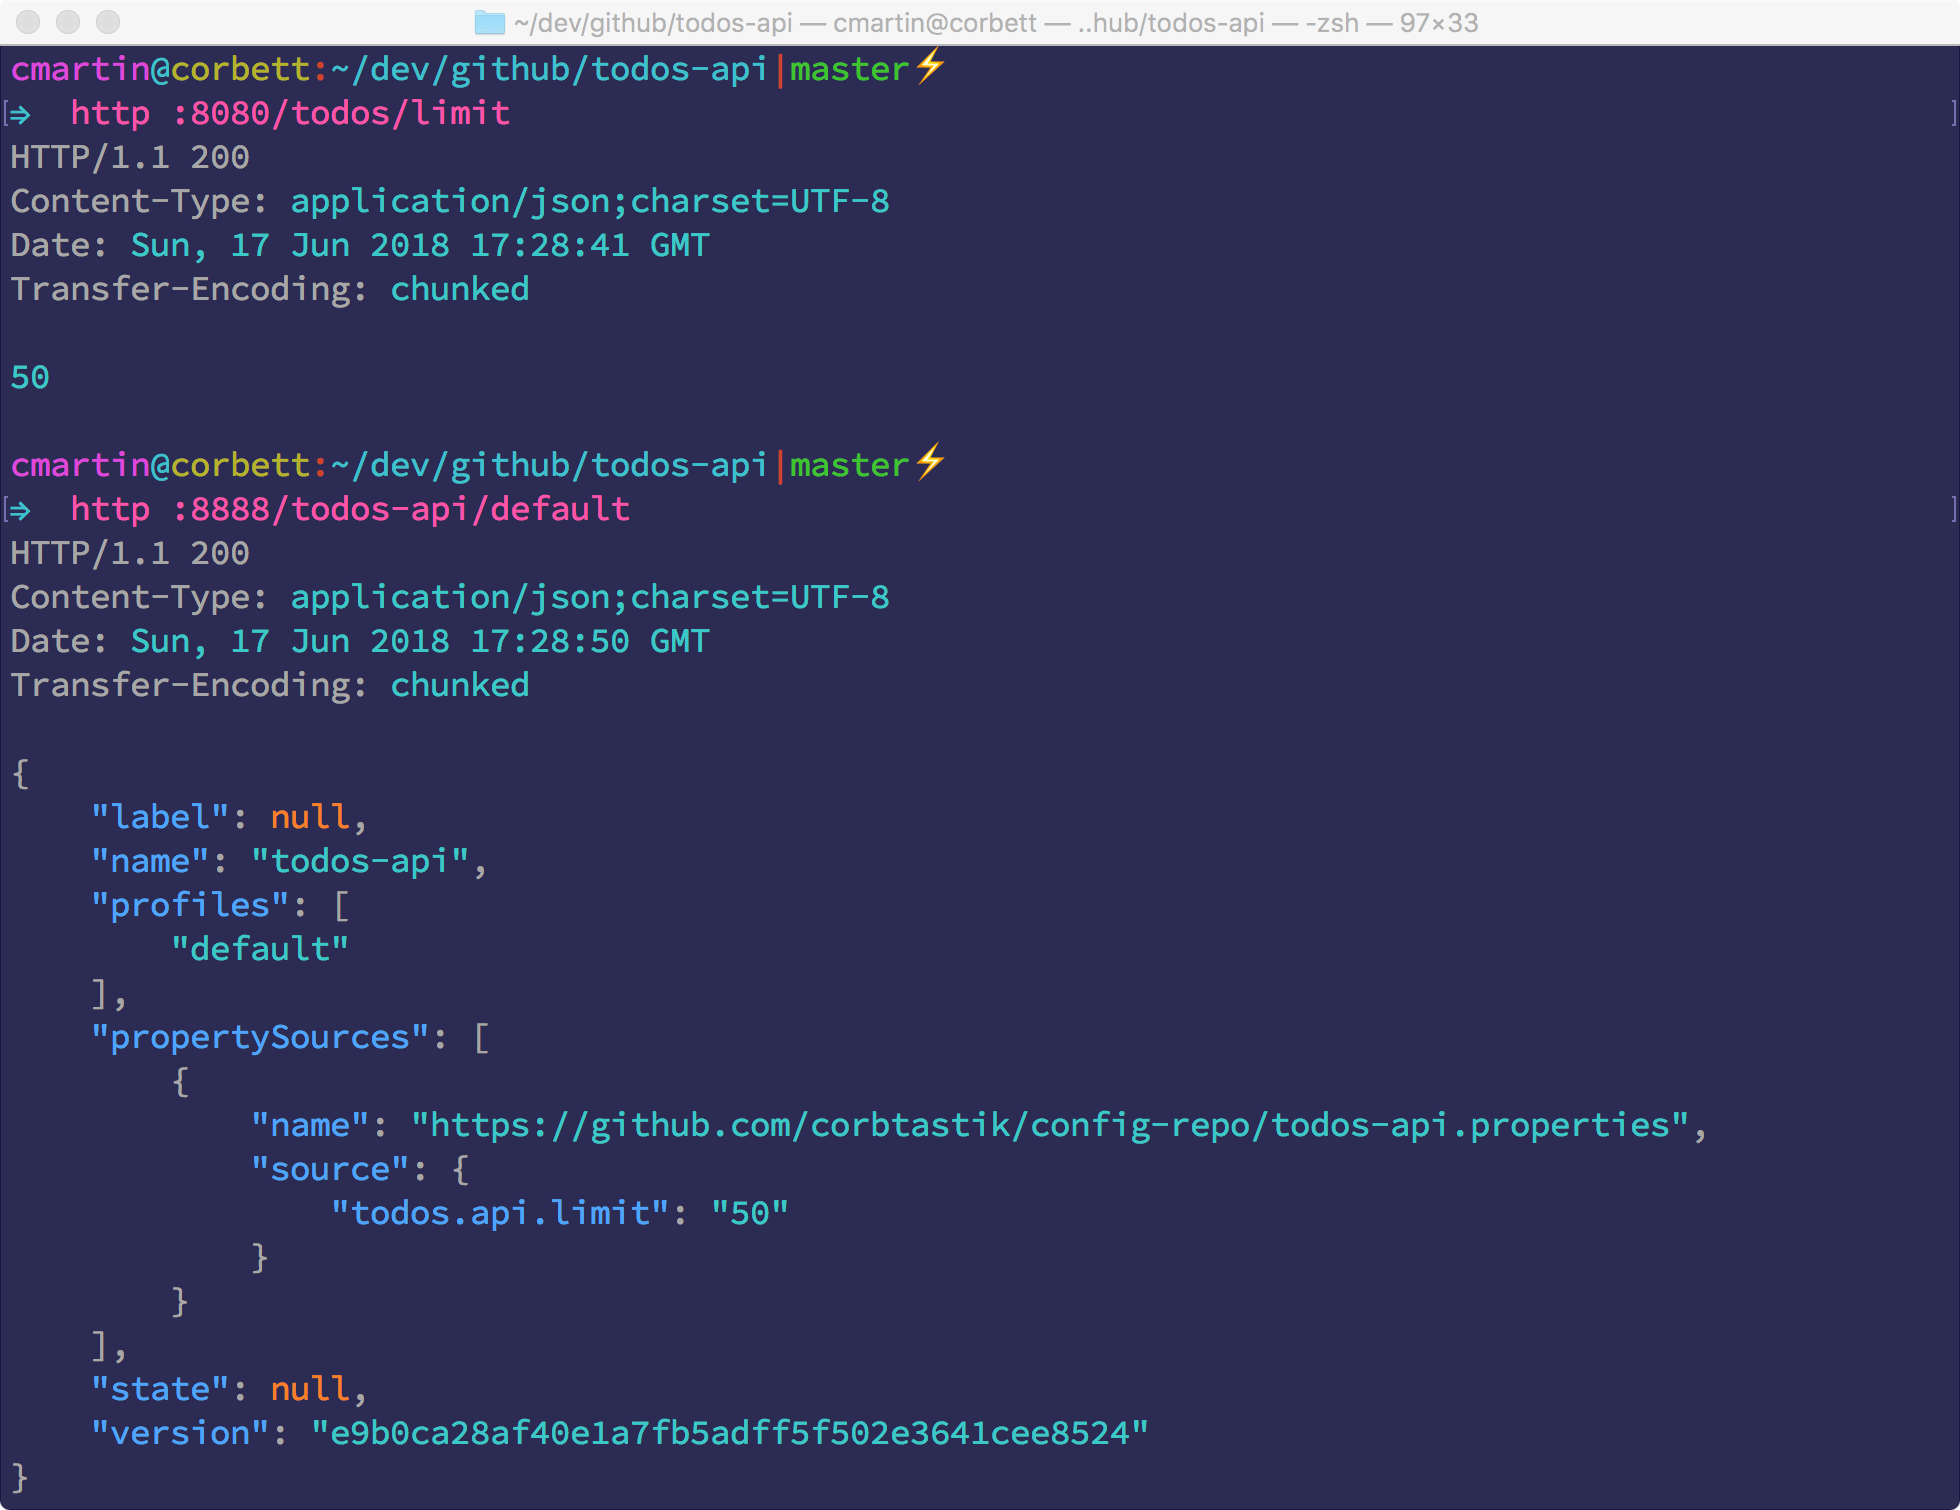 ~/dev/github/todos-api — cmartin@corbett — ..hub/todos-api — -zsh — 97×33
cmartin@corbett:~/dev/github/todos-api|master⚡
[⇒  http :8080/todos/limit ]
HTTP/1.1 200
Content-Type: application/json;charset=UTF-8
Date: Sun, 17 Jun 2018 17:28:41 GMT
Transfer-Encoding: chunked

50

cmartin@corbett:~/dev/github/todos-api|master⚡
[⇒  http :8888/todos-api/default ]
HTTP/1.1 200
Content-Type: application/json;charset=UTF-8
Date: Sun, 17 Jun 2018 17:28:50 GMT
Transfer-Encoding: chunked

{
    "label": null,
    "name": "todos-api",
    "profiles": [
        "default"
    ],
    "propertySources": [
        {
            "name": "https://github.com/corbtastik/config-repo/todos-api.properties",
            "source": {
                "todos.api.limit": "50"
            }
        }
    ],
    "state": null,
    "version": "e9b0ca28af40e1a7fb5adff5f502e3641cee8524"
}